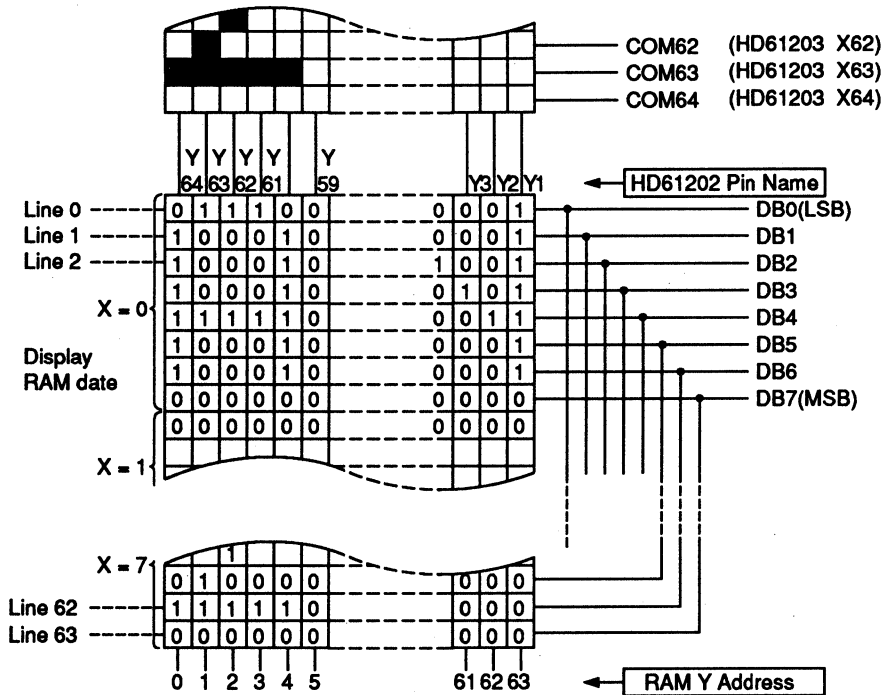 COM62 (HD61203 X62)
COM63 (HD61203 X63)
COM64 (HD61203 X64)
Y Y Y Y Y
64 63 62 61 59 Y3 Y2 Y1
HD61202 Pin Name
Line 0 0 1 1 1 0 0 0 0 0 1 DB0(LSB)
Line 1 1 0 0 0 1 0 0 0 0 1 DB1
Line 2 1 0 0 0 1 0 1 0 0 1 DB2
1 0 0 0 1 0 0 1 0 1 DB3
X = 0
1 1 1 1 1 0 0 0 1 1 DB4
1 0 0 0 1 0 0 0 0 1 DB5
Display
RAM date
1 0 0 0 1 0 0 0 0 1 DB6
0 0 0 0 0 0 0 0 0 0 DB7(MSB)
0 0 0 0 0 0 0 0 0 0
X = 1
X = 7
1
0 1 0 0 0 0 0 0 0
Line 62 1 1 1 1 1 0 0 0 0
Line 63 0 0 0 0 0 0 0 0 0
0 1 2 3 4 5 61 62 63 RAM Y Address